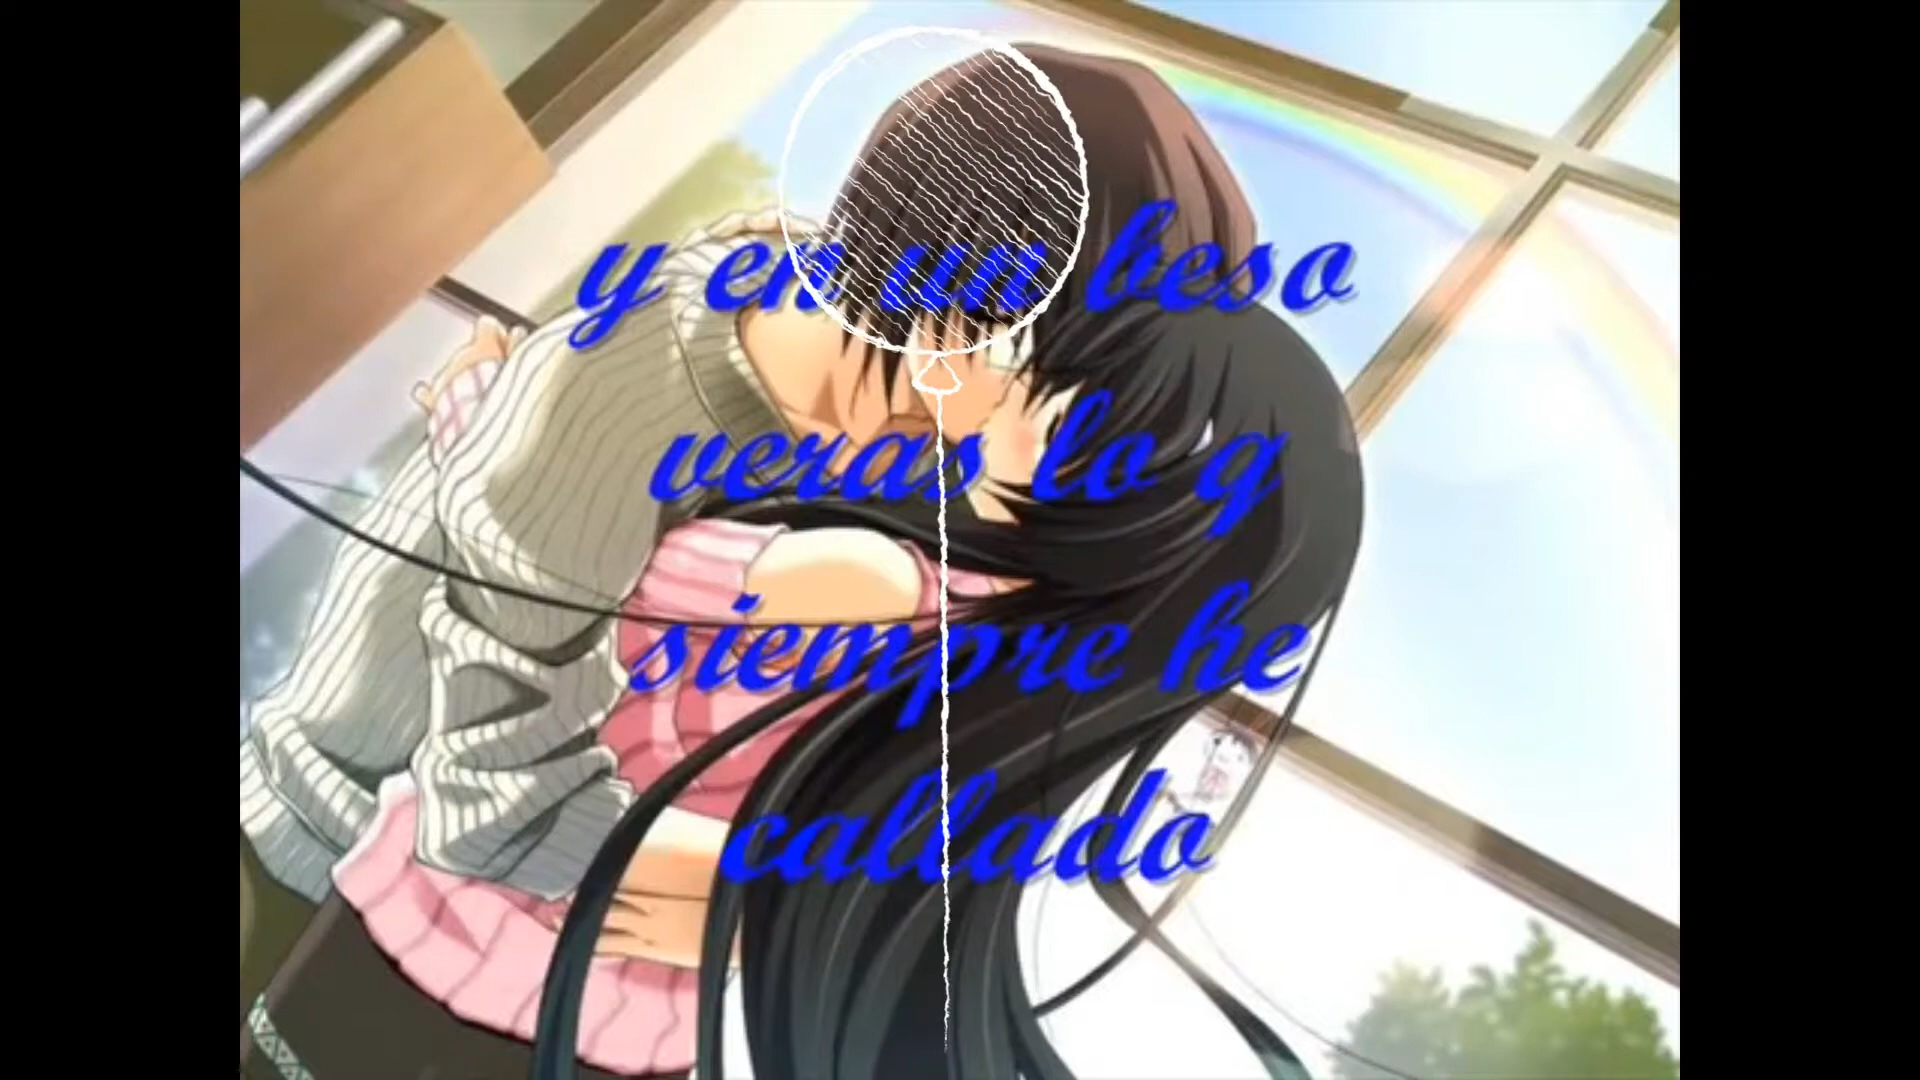 y en un beso
veras lo q
siempre he
callado